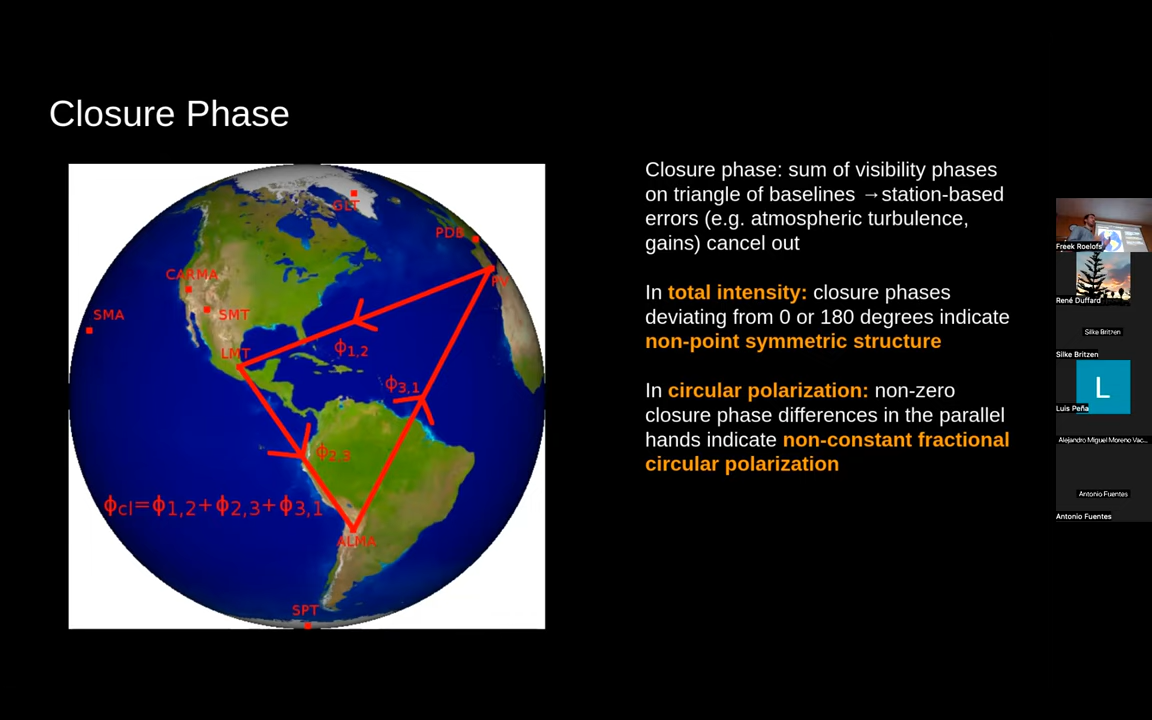 Closure Phase
GLT
PDB
PV
CARMA
SMA
SMT
LMT
ϕ1,2
ϕ3,1
ϕ2,3
ϕcl=ϕ1,2+ϕ2,3+ϕ3,1
ALMA
SPT
Closure phase: sum of visibility phases
on triangle of baselines →station-based
errors (e.g. atmospheric turbulence,
gains) cancel out
In total intensity: closure phases
deviating from 0 or 180 degrees indicate
non-point symmetric structure
In circular polarization: non-zero
closure phase differences in the parallel
hands indicate non-constant fractional
circular polarization
Freek Roelofs
René Duffard
Silke Britzen
Silke Britzen
L
Luis Peña
Alejandro Miguel Moreno Vac...
Antonio Fuentes
Antonio Fuentes